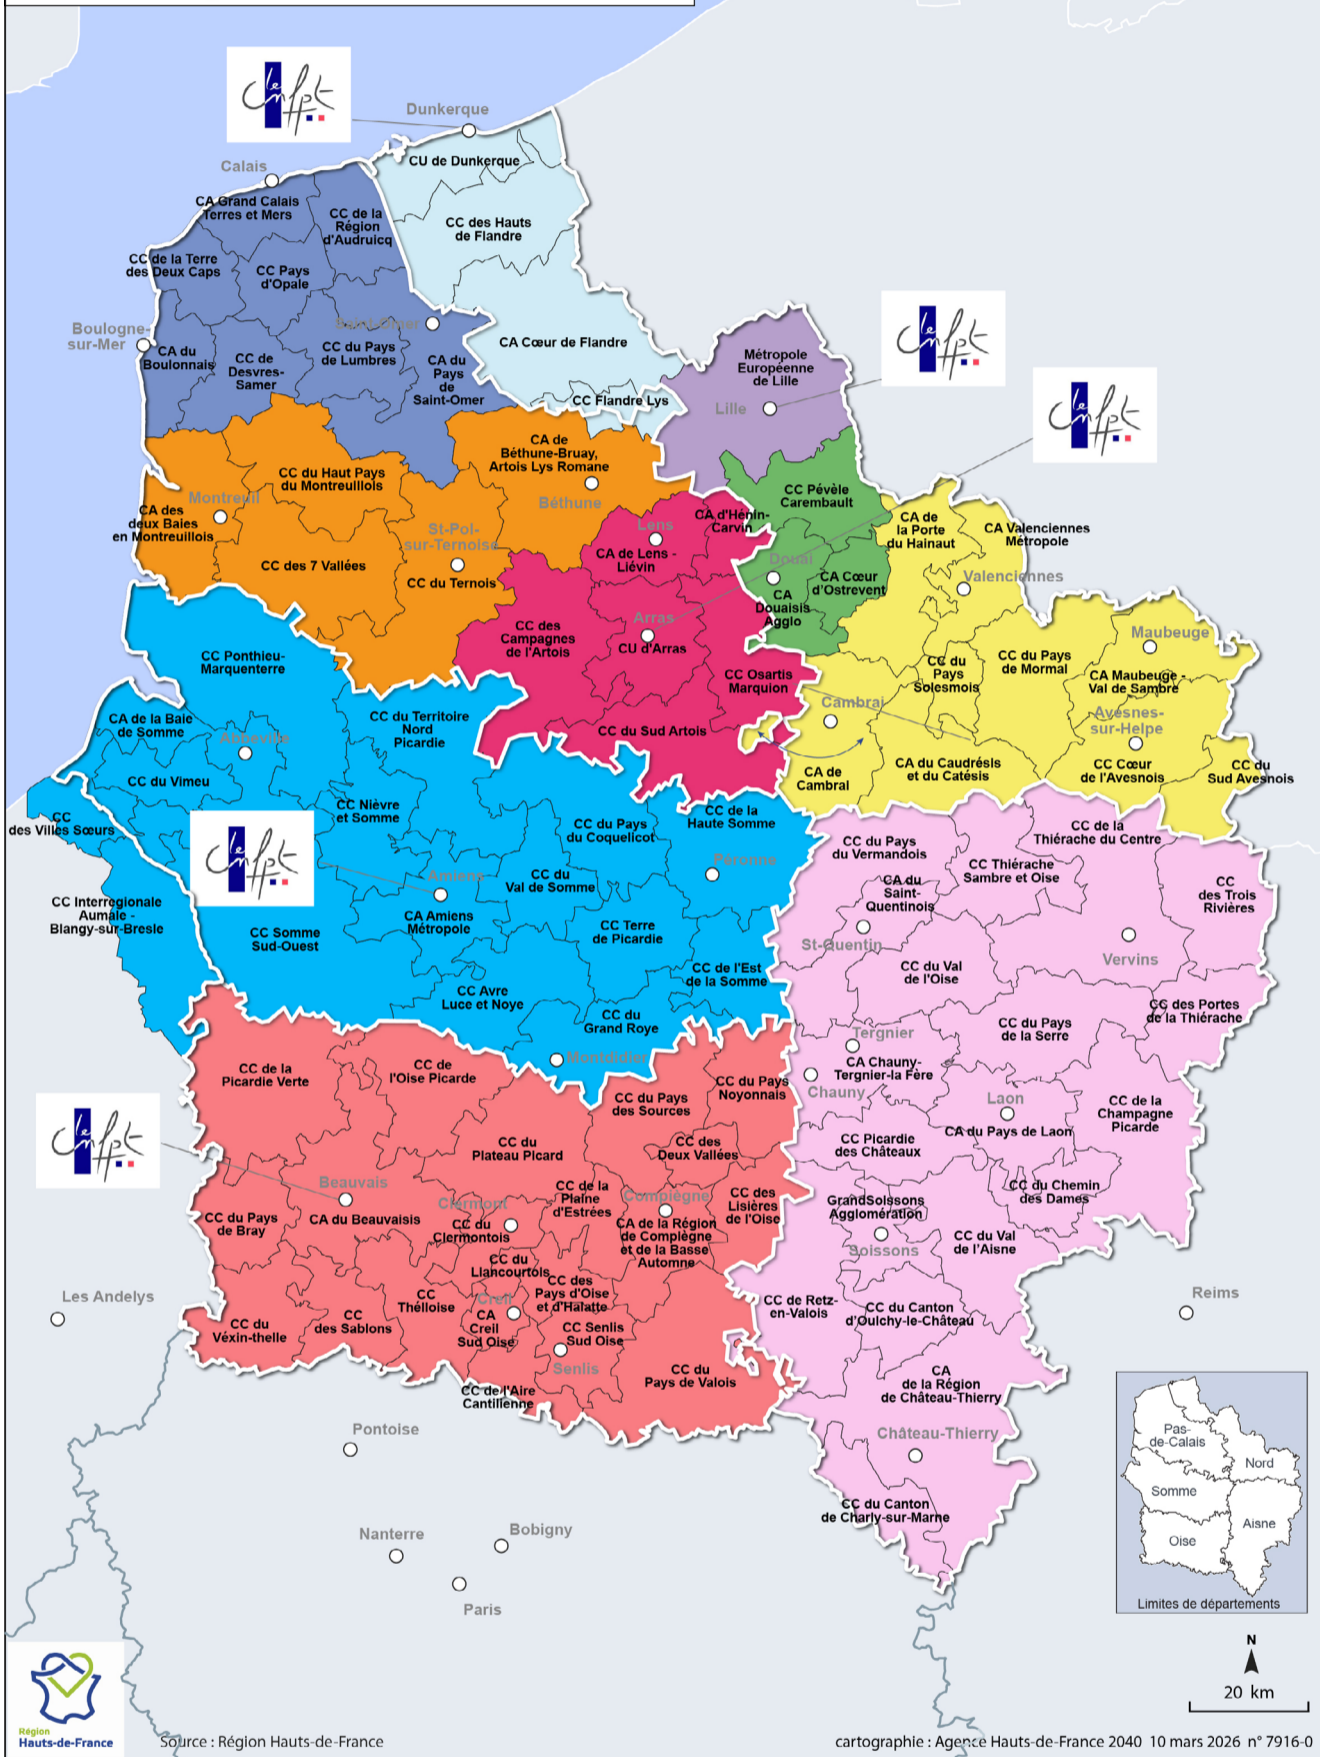 le cnfpt
Dunkerque
Calais
CU de Dunkerque
CA Grand Calais
Terres et Mers
CC de la
Région
d'Audruicq
CC des Hauts
de Flandre
CC de la Terre
des Deux Caps
CC Pays
d'Opale
Boulogne-
sur-Mer
Saint-Omer
CA du
Boulonnais
CC de
Desvres-
Samer
CC du Pays
de Lumbres
CA du
Pays
de
Saint-Omer
CA Cœur de Flandre
CC Flandre Lys
Métropole
Européenne
de Lille
Lille
le cnfpt
le cnfpt
CA de
Béthune-Bruay,
Artois Lys Romane
Béthune
CC du Haut Pays
du Montreuillois
Montreuil
CA des
deux Baies
en Montreuillois
St-Pol-
sur-Ternoise
CC des 7 Vallées
CC du Ternois
Lens
CA d'Hénin-
Carvin
CA de Lens -
Liévin
CC Pévèle
Carembault
Douai
CA Cœur
d'Ostrevent
CA
Douaisis
Agglo
CA de
la Porte
du Hainaut
CA Valenciennes
Métropole
Valenciennes
Arras
CU d'Arras
CC des
Campagnes
de l'Artois
CC Osartis
Marquion
CC du Sud Artois
Maubeuge
CC du
Pays
Solesmois
CC du Pays
de Mormal
CA Maubeuge -
Val de Sambre
Cambrai
Avesnes-
sur-Helpe
CA de
Cambrai
CA du Caudrésis
et du Catésis
CC Cœur
de l'Avesnois
CC du
Sud Avesnois
CC Ponthieu-
Marquenterre
CA de la Baie
de Somme
Abbeville
CC du Territoire
Nord
Picardie
CC du Vimeu
CC
des Villes Sœurs
CC Nièvre
et Somme
CC du Pays
du Coquelicot
CC de la
Haute Somme
Péronne
le cnfpt
Amiens
CC du
Val de Somme
CA Amiens
Métropole
CC Terre
de Picardie
CC Interrégionale
Aumale -
Blangy-sur-Bresle
CC Somme
Sud-Ouest
CC de l'Est
de la Somme
CC Avre
Luce et Noye
CC du
Grand Roye
Montdidier
CC du Pays
du Vermandois
CC de la
Thiérache du Centre
CC Thiérache
Sambre et Oise
CA du
Saint-
Quentinois
CC
des Trois
Rivières
St-Quentin
Vervins
CC du Val
de l'Oise
CC des Portes
de la Thiérache
CC du Pays
de la Serre
Tergnier
CA Chauny-
Tergnier-la Fère
Chauny
Laon
CA du Pays de Laon
CC de la
Champagne
Picarde
CC Picardie
des Châteaux
CC du Chemin
des Dames
GrandSoissons
Agglomération
Soissons
CC du Val
de l'Aisne
CC de Retz-
en-Valois
CC du Canton
d'Oulchy-le-Château
CA
de la Région
de Château-Thierry
Château-Thierry
CC du Canton
de Charly-sur-Marne
CC de la
Picardie Verte
CC de
l'Oise Picarde
CC du Pays
des Sources
CC du Pays
Noyonnais
le cnfpt
CC du
Plateau Picard
CC des
Deux Vallées
Beauvais
CA du Beauvaisis
CC du Pays
de Bray
Clermont
CC du
Clermontois
CC de la
Plaine
d'Estrées
Compiègne
CA de la Région
de Compiègne
et de la Basse
Automne
CC des
Lisières
de l'Oise
CC du
Liancourtois
CC des
Pays d'Oise
et d'Halatte
CC
Thelloise
Creil
CA
Creil
Sud Oise
CC Senlis
Sud Oise
Senlis
CC du
Véxin-thelle
CC
des Sablons
CC du
Pays de Valois
CC de l'Aire
Cantilienne
Les Andelys
Reims
Pontoise
Nanterre
Bobigny
Paris
Pas-
de-Calais
Nord
Somme
Aisne
Oise
Limites de départements
N
20 km
Région
Hauts-de-France
Source : Région Hauts-de-France
cartographie : Agence Hauts-de-France 2040 10 mars 2026 n° 7916-0